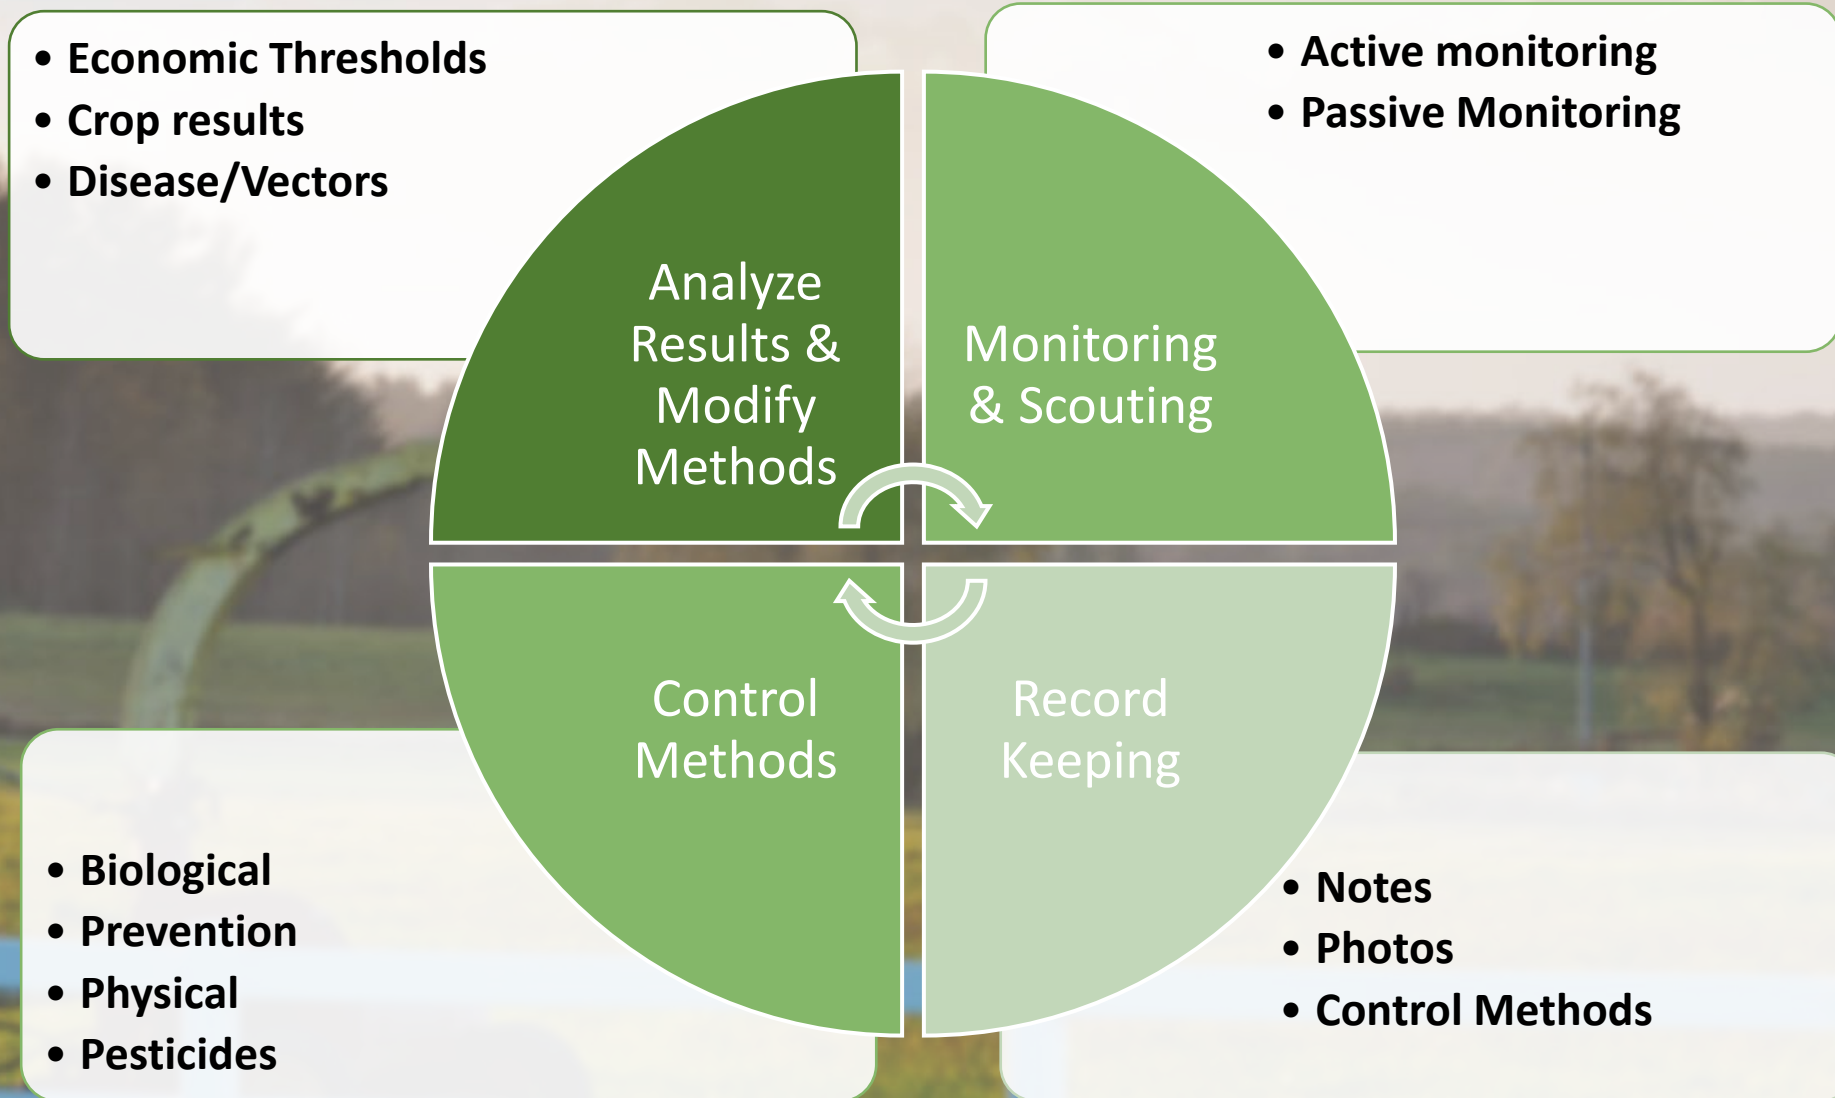 • Economic Thresholds
• Crop results
• Disease/Vectors
• Active monitoring
• Passive Monitoring
Analyze
Results &
Modify
Methods
Monitoring
& Scouting
Control
Methods
Record
Keeping
• Biological
• Prevention
• Physical
• Pesticides
• Notes
• Photos
• Control Methods